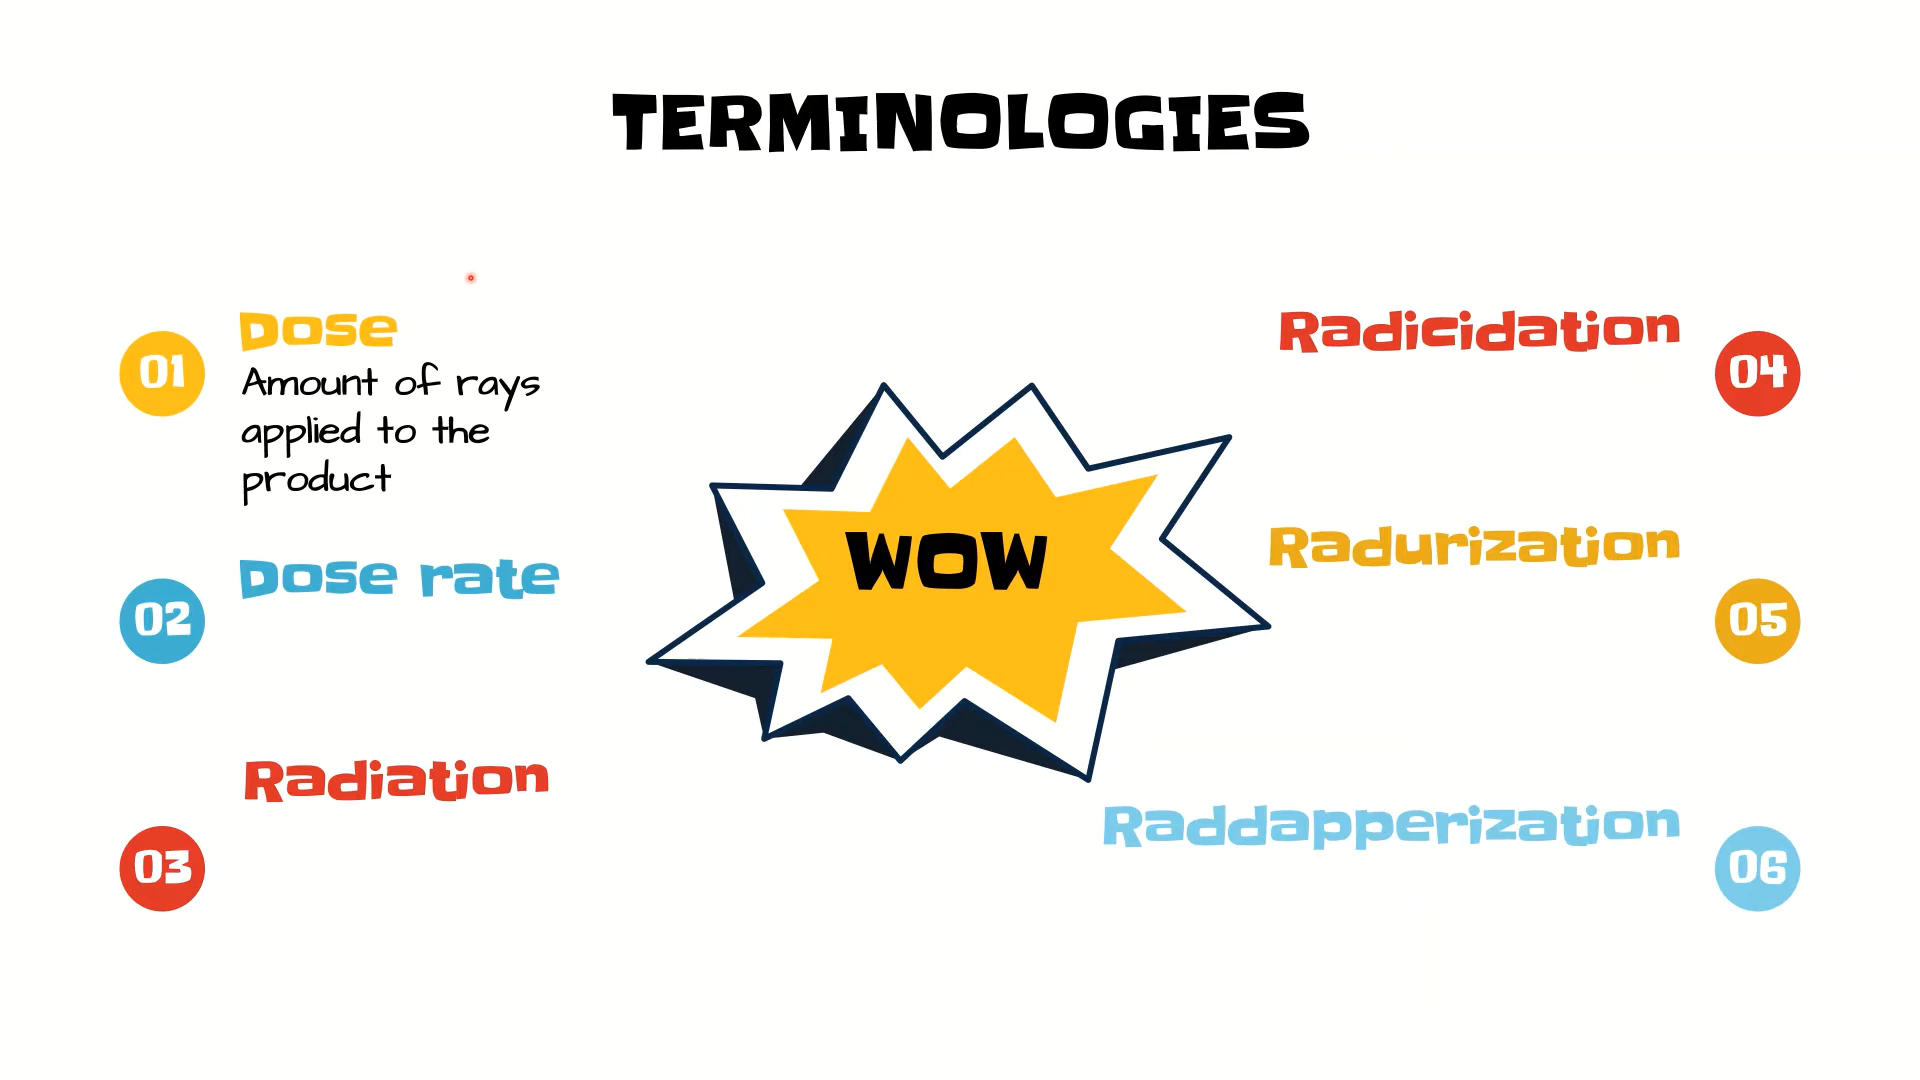 TERMINOLOGIES
01
Dose
Amount of rays
applied to the
product
02
Dose rate
03
Radiation
WOW
Radicidation
04
Radurization
05
Raddapperization
06